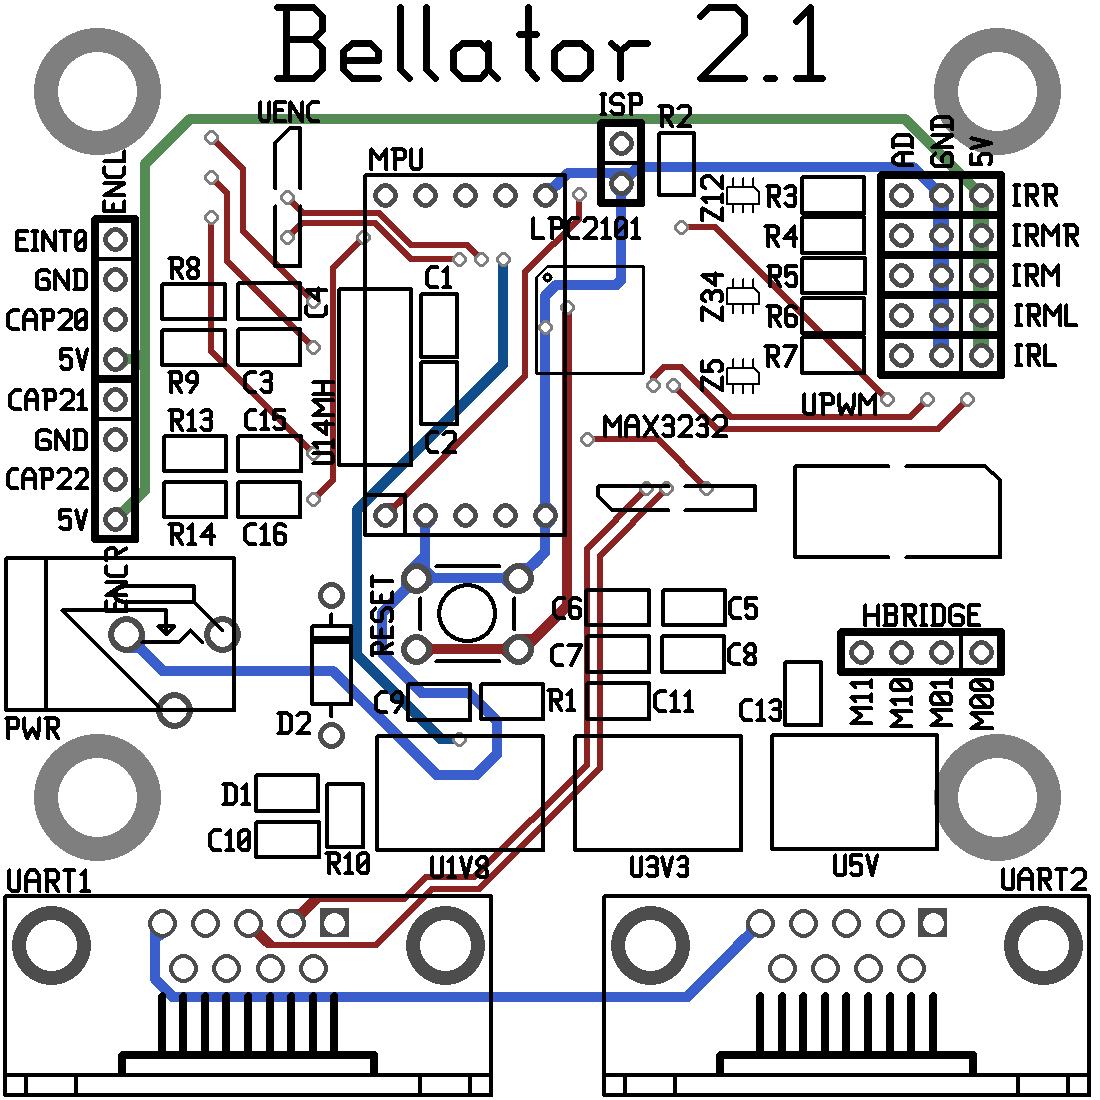 Bellator 2.1
ISP
UENC
R2
MPU
AD
GND
5V
ENCL
Z12
R3
IRR
LPC2101
EINT0
R4
IRMR
GND
R8
C1
C4
Z34
R5
IRM
CAP20
R6
IRML
5V
R9
C3
Z5
R7
IRL
CAP21
U14MH
UPWM
R13
C15
MAX3232
GND
C2
CAP22
5V
R14
C16
ENCR
RESET
C6
C5
HBRIDGE
C7
C8
PWR
D2
C9
R1
C11
C13
M11
M10
M01
M00
D1
C10
R10
U1V8
U3V3
U5V
UART1
UART2